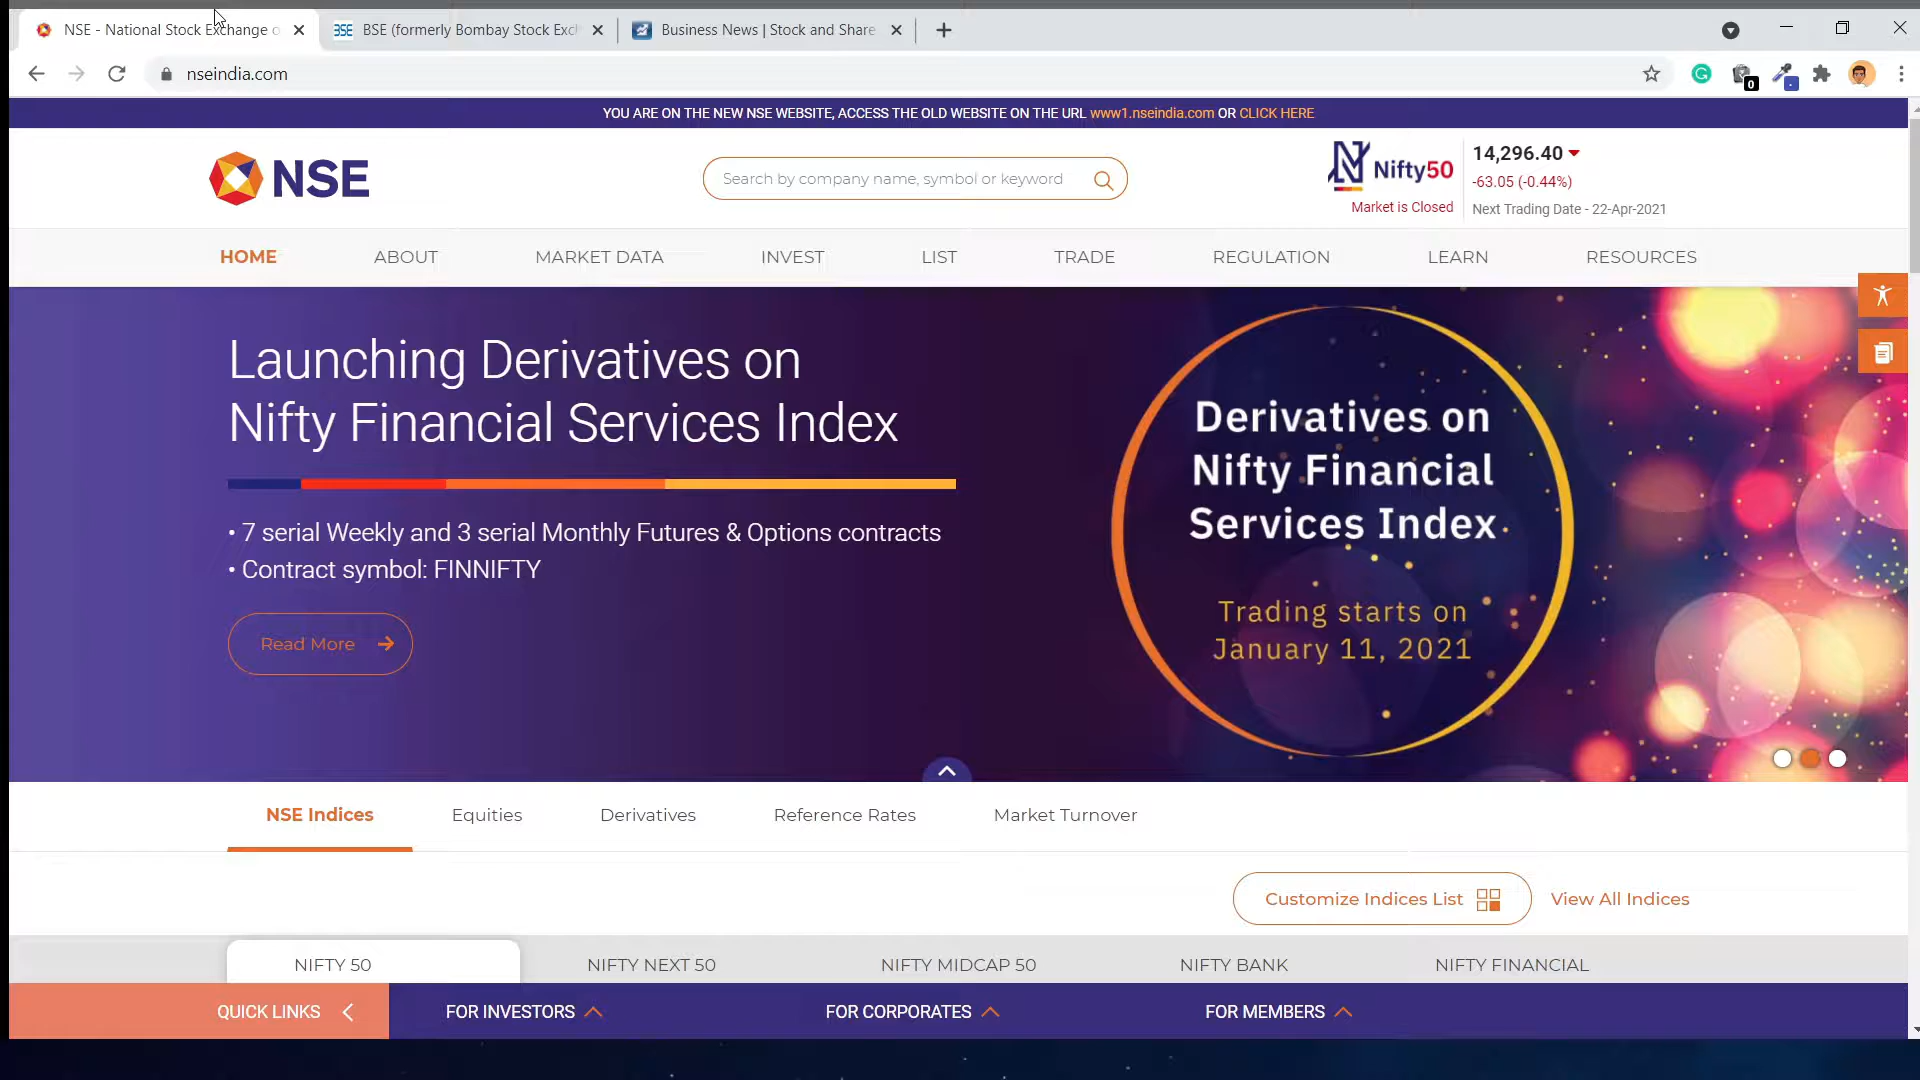 NSE - National Stock Exchange o
BSE (formerly Bombay Stock Exch
Business News | Stock and Share
nseindia.com
0
YOU ARE ON THE NEW NSE WEBSITE, ACCESS THE OLD WEBSITE ON THE URL www1.nseindia.com OR CLICK HERE
NSE
Search by company name, symbol or keyword
Nifty50
Market is Closed
14,296.40
-63.05 (-0.44%)
Next Trading Date - 22-Apr-2021
HOME ABOUT MARKET DATA INVEST LIST TRADE REGULATION LEARN RESOURCES
Launching Derivatives on
Nifty Financial Services Index
• 7 serial Weekly and 3 serial Monthly Futures & Options contracts
• Contract symbol: FINNIFTY
Read More
Derivatives on
Nifty Financial
Services Index
Trading starts on
January 11, 2021
NSE Indices Equities Derivatives Reference Rates Market Turnover
Customize Indices List View All Indices
NIFTY 50 NIFTY NEXT 50 NIFTY MIDCAP 50 NIFTY BANK NIFTY FINANCIAL
QUICK LINKS FOR INVESTORS FOR CORPORATES FOR MEMBERS